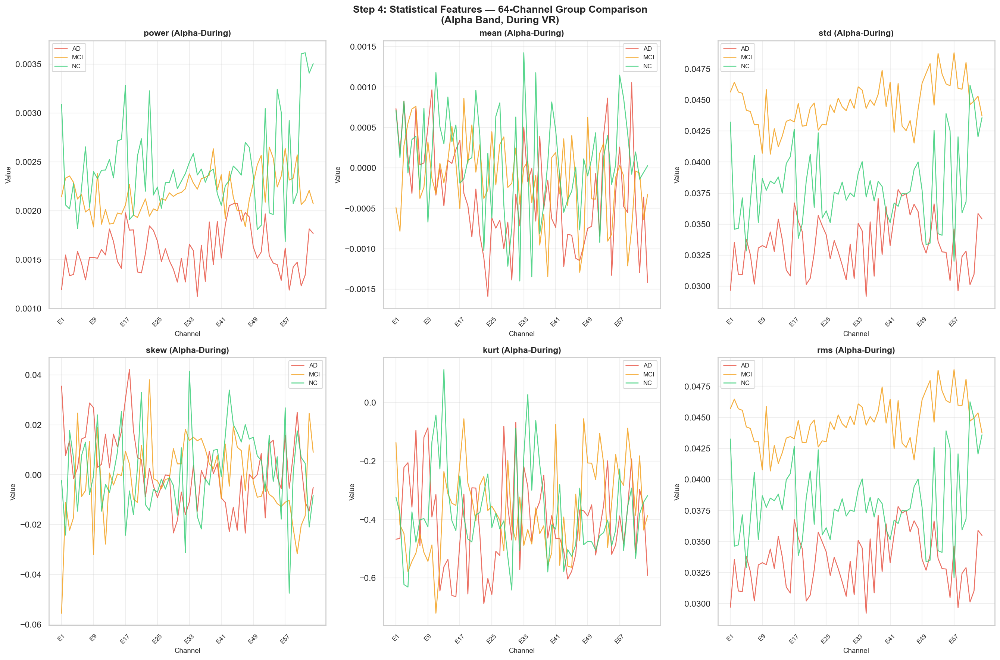 Step 4: Statistical Features — 64-Channel Group Comparison
(Alpha Band, During VR)
power (Alpha-During)
AD
MCI
NC
0.0035
0.0030
0.0025
0.0020
0.0015
0.0010
Value
E1
E9
E17
E25
E33
E41
E49
E57
Channel
mean (Alpha-During)
AD
MCI
NC
0.0015
0.0010
0.0005
0.0000
−0.0005
−0.0010
−0.0015
Value
E1
E9
E17
E25
E33
E41
E49
E57
Channel
std (Alpha-During)
AD
MCI
NC
0.0475
0.0450
0.0425
0.0400
0.0375
0.0350
0.0325
0.0300
Value
E1
E9
E17
E25
E33
E41
E49
E57
Channel
skew (Alpha-During)
AD
MCI
NC
0.04
0.02
0.00
−0.02
−0.04
−0.06
Value
E1
E9
E17
E25
E33
E41
E49
E57
Channel
kurt (Alpha-During)
AD
MCI
NC
0.0
−0.2
−0.4
−0.6
Value
E1
E9
E17
E25
E33
E41
E49
E57
Channel
rms (Alpha-During)
AD
MCI
NC
0.0475
0.0450
0.0425
0.0400
0.0375
0.0350
0.0325
0.0300
Value
E1
E9
E17
E25
E33
E41
E49
E57
Channel